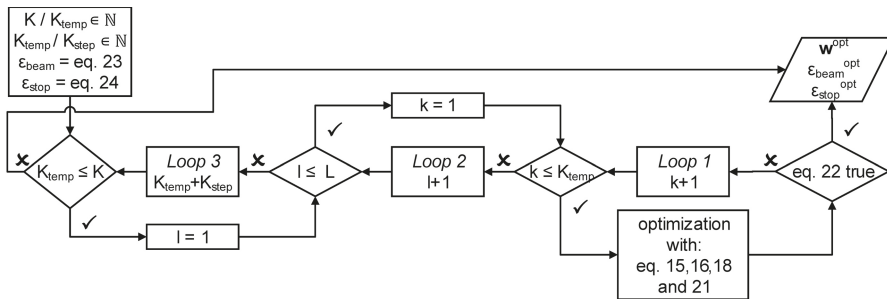 K / K_temp ∈ ℕ
K_temp / K_step ∈ ℕ
ε_beam = eq. 23
ε_stop = eq. 24
K_temp ≤ K
✘
✓
Loop 3
K_temp+K_step
l = 1
✘
l ≤ L
✓
k = 1
Loop 2
l+1
✘
k ≤ K_temp
✓
Loop 1
k+1
optimization
with:
eq. 15,16,18
and 21
✘
eq. 22 true
✓
w^opt
ε_beam^opt
ε_stop^opt